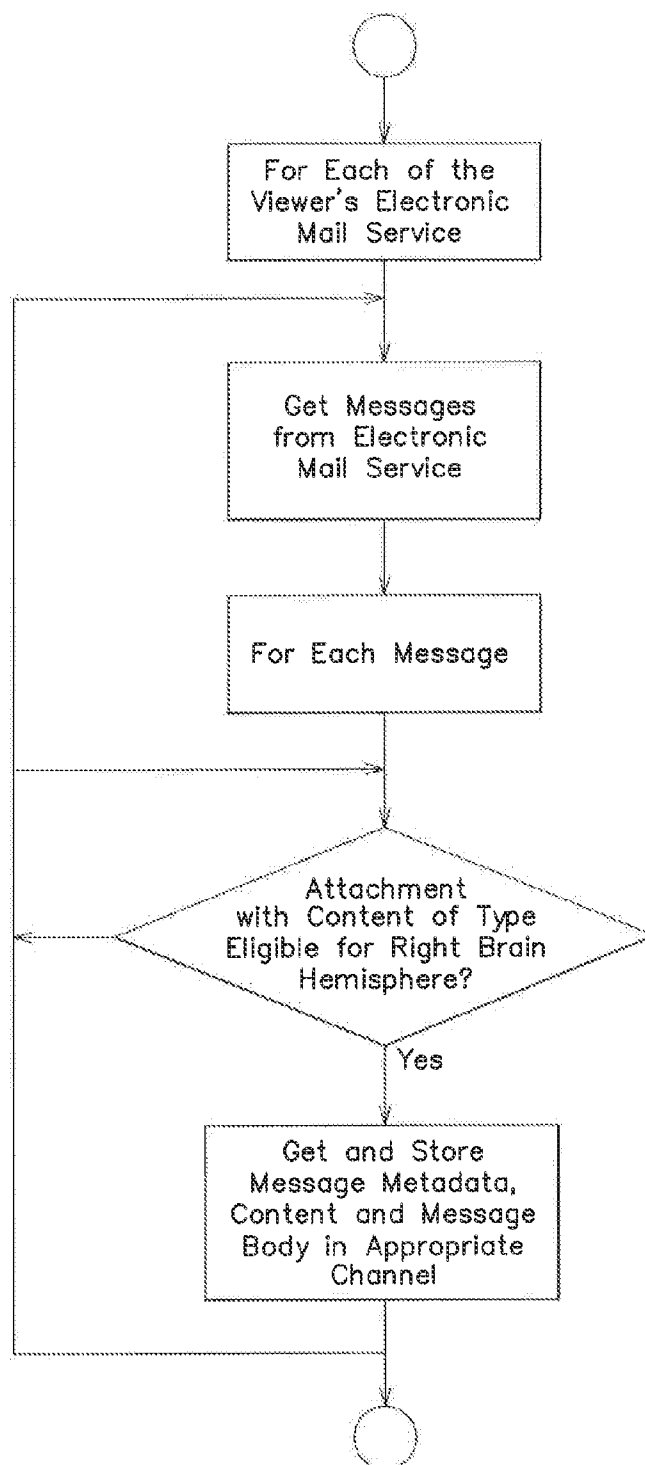 For Each of the
Viewer's Electronic
Mail Service
Get Messages
from Electronic
Mail Service
For Each Message
Attachment
with Content of Type
Eligible for Right Brain
Hemisphere?
Yes
Get and Store
Message Metadata,
Content and Message
Body in Appropriate
Channel